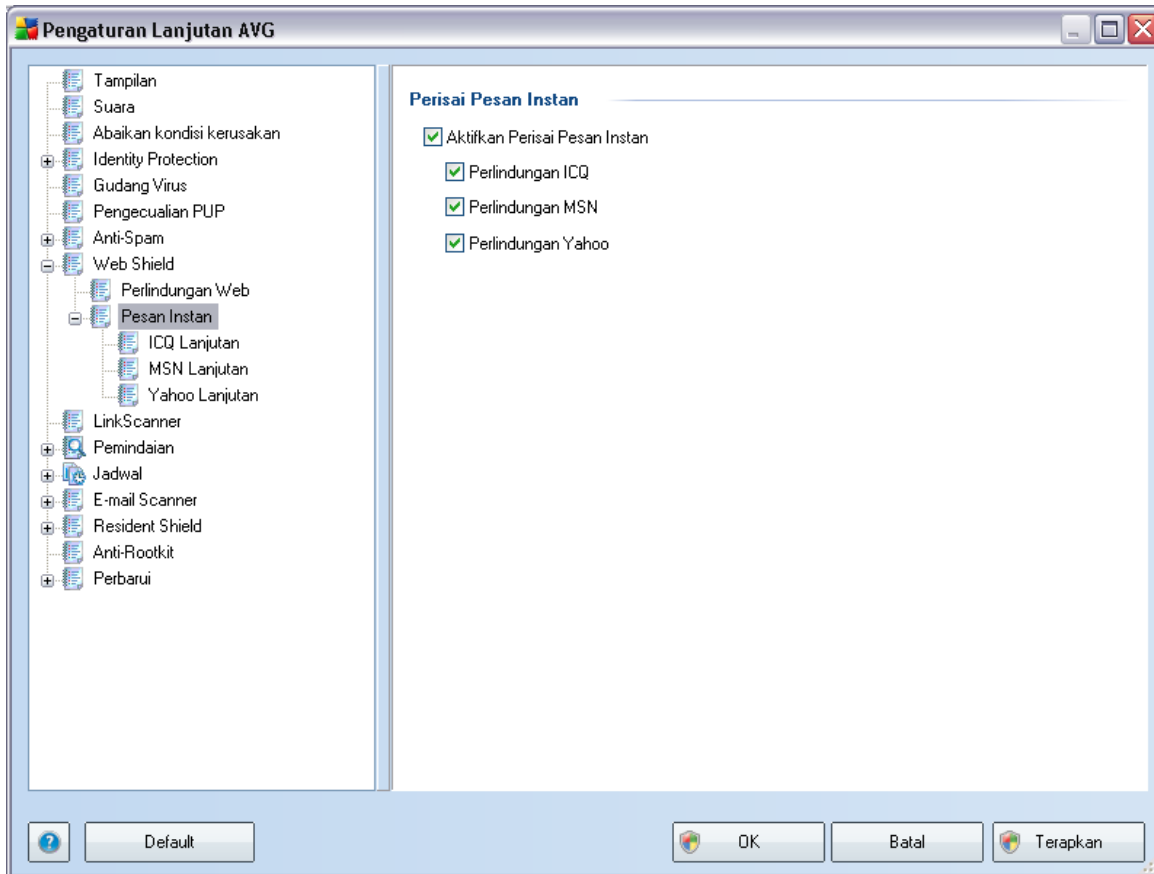 Pengaturan Lanjutan AVG
Tampilan
Suara
Abaikan kondisi kerusakan
Identity Protection
Gudang Virus
Pengecualian PUP
Anti-Spam
Web Shield
Perlindungan Web
Pesan Instan
ICQ Lanjutan
MSN Lanjutan
Yahoo Lanjutan
LinkScanner
Pemindaian
Jadwal
E-mail Scanner
Resident Shield
Anti-Rootkit
Perbarui
Perisai Pesan Instan
Aktifkan Perisai Pesan Instan
Perlindungan ICQ
Perlindungan MSN
Perlindungan Yahoo
? Default OK Batal Terapkan